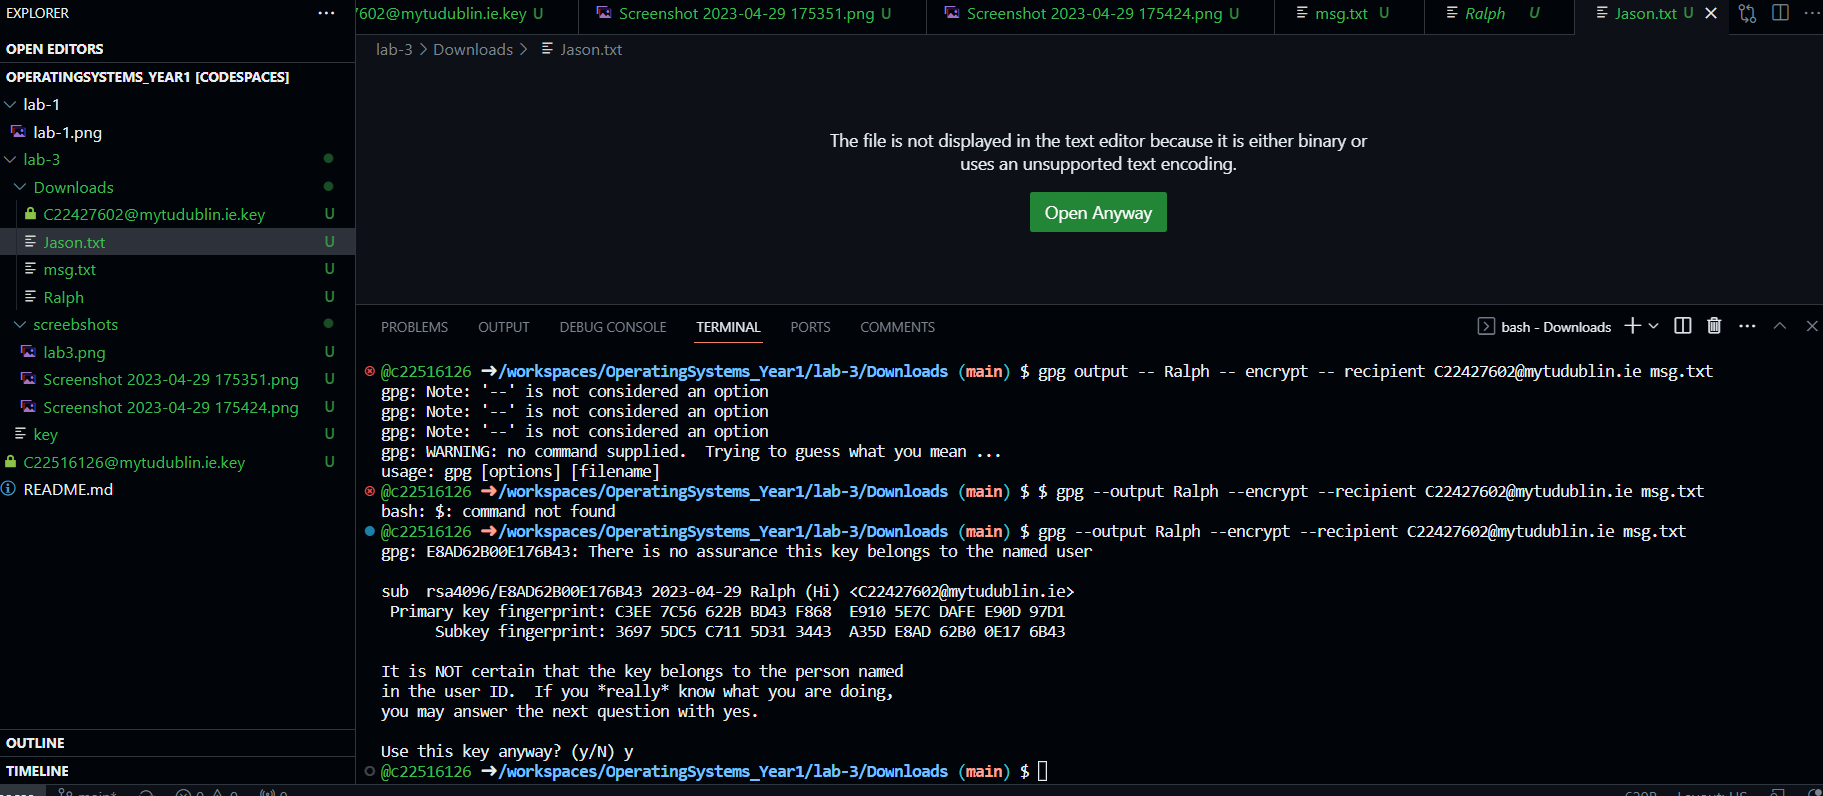 EXPLORER
OPEN EDITORS
OPERATINGSYSTEMS_YEAR1 [CODESPACES]
lab-1
lab-1.png
lab-3
Downloads
C22427602@mytudublin.ie.key U
Jason.txt U
msg.txt U
Ralph U
screebshots
lab3.png U
Screenshot 2023-04-29 175351.png U
Screenshot 2023-04-29 175424.png U
key U
C22516126@mytudublin.ie.key U
README.md
OUTLINE
TIMELINE
7602@mytudublin.ie.key U Screenshot 2023-04-29 175351.png U Screenshot 2023-04-29 175424.png U msg.txt U Ralph U Jason.txt U
lab-3 > Downloads > Jason.txt
The file is not displayed in the text editor because it is either binary or
uses an unsupported text encoding.
Open Anyway
PROBLEMS OUTPUT DEBUG CONSOLE TERMINAL PORTS COMMENTS bash - Downloads
@c22516126 ➜/workspaces/OperatingSystems_Year1/lab-3/Downloads (main) $ gpg output -- Ralph -- encrypt -- recipient C22427602@mytudublin.ie msg.txt
gpg: Note: '--' is not considered an option
gpg: Note: '--' is not considered an option
gpg: Note: '--' is not considered an option
gpg: WARNING: no command supplied.  Trying to guess what you mean ...
usage: gpg [options] [filename]
@c22516126 ➜/workspaces/OperatingSystems_Year1/lab-3/Downloads (main) $ $ gpg --output Ralph --encrypt --recipient C22427602@mytudublin.ie msg.txt
bash: $: command not found
@c22516126 ➜/workspaces/OperatingSystems_Year1/lab-3/Downloads (main) $ gpg --output Ralph --encrypt --recipient C22427602@mytudublin.ie msg.txt
gpg: E8AD62B00E176B43: There is no assurance this key belongs to the named user
sub  rsa4096/E8AD62B00E176B43 2023-04-29 Ralph (Hi) <C22427602@mytudublin.ie>
Primary key fingerprint: C3EE 7C56 622B BD43 F868  E910 5E7C DAFE E90D 97D1
Subkey fingerprint: 3697 5DC5 C711 5D31 3443  A35D E8AD 62B0 0E17 6B43
It is NOT certain that the key belongs to the person named
in the user ID.  If you *really* know what you are doing,
you may answer the next question with yes.
Use this key anyway? (y/N) y
@c22516126 ➜/workspaces/OperatingSystems_Year1/lab-3/Downloads (main) $